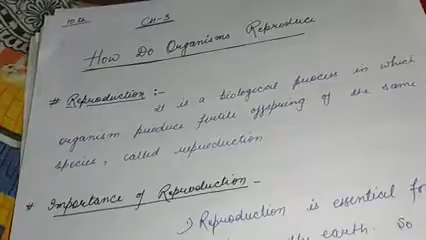 10th CH-3
How Do Organisms Reproduce
# Reproduction :-
It is a biological process in which
organism produce fertile offspring of the same
species, called reproduction
* Importance of Reproduction -
1) Reproduction is essential for
earth. So